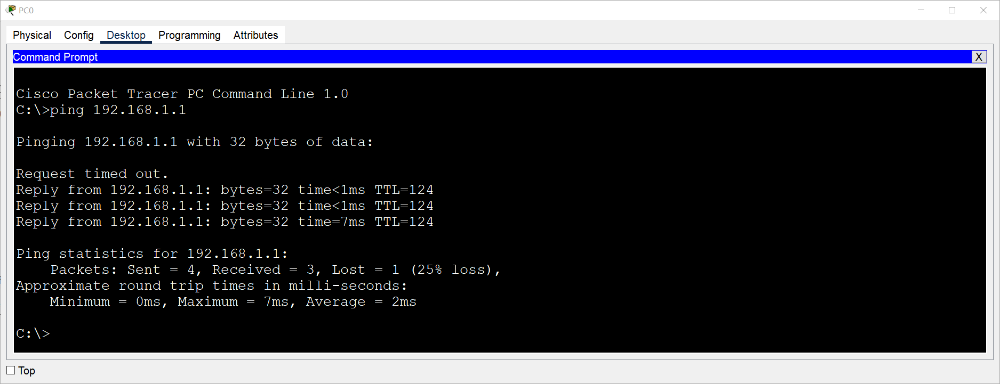 PC0
Physical Config Desktop Programming Attributes
Command Prompt X
Cisco Packet Tracer PC Command Line 1.0
C:\>ping 192.168.1.1
Pinging 192.168.1.1 with 32 bytes of data:
Request timed out.
Reply from 192.168.1.1: bytes=32 time<1ms TTL=124
Reply from 192.168.1.1: bytes=32 time<1ms TTL=124
Reply from 192.168.1.1: bytes=32 time=7ms TTL=124
Ping statistics for 192.168.1.1:
    Packets: Sent = 4, Received = 3, Lost = 1 (25% loss),
Approximate round trip times in milli-seconds:
    Minimum = 0ms, Maximum = 7ms, Average = 2ms
C:\>
Top